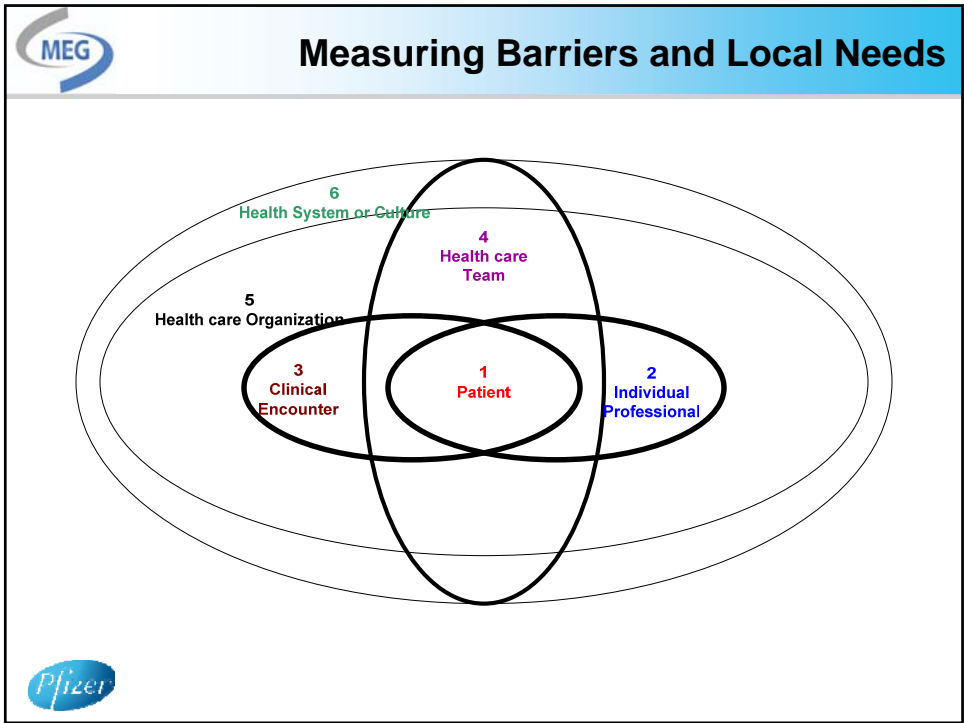 MEG
Measuring Barriers and Local Needs
6
Health System or Culture
4
Health care
Team
5
Health care Organization
3
Clinical
Encounter
1
Patient
2
Individual
Professional
Pfizer